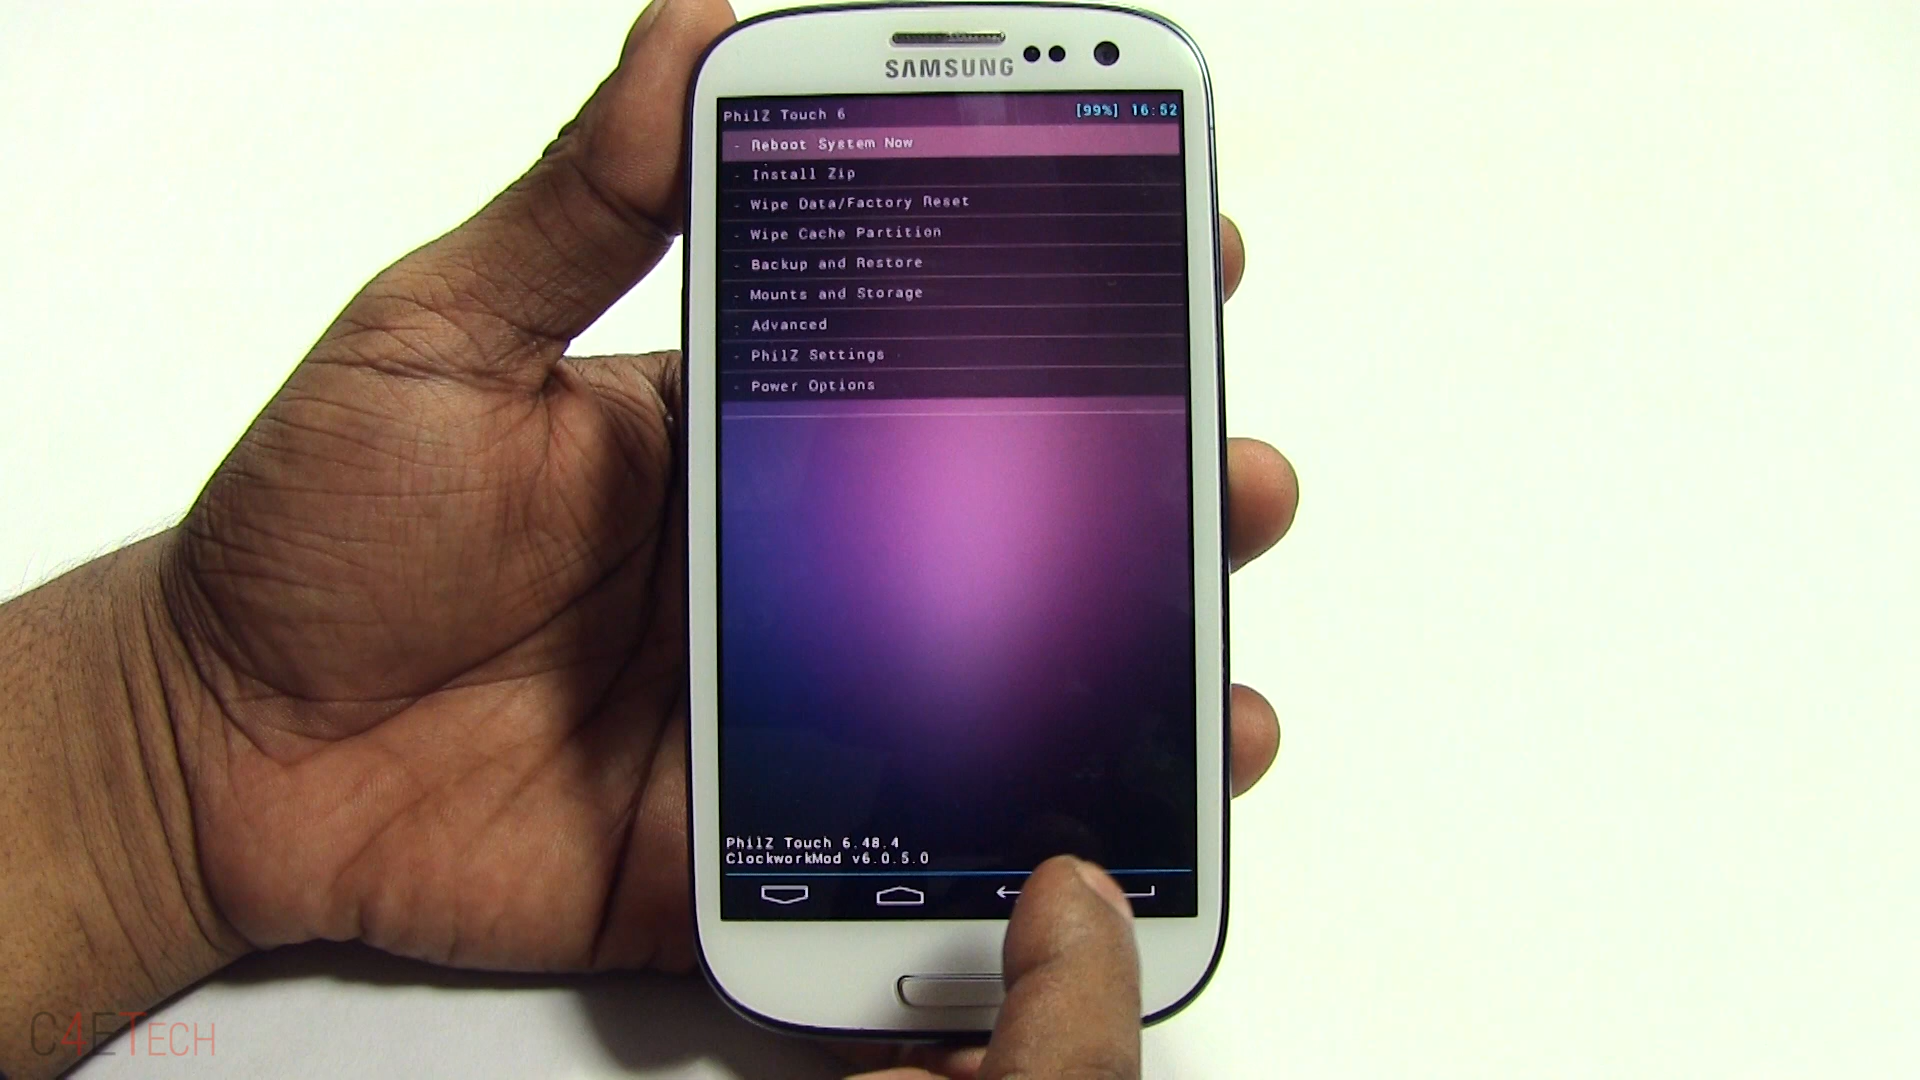 SAMSUNG
PhilZ Touch 6
[99%] 16:52
- Reboot System Now
- Install Zip
- Wipe Data/Factory Reset
- Wipe Cache Partition
- Backup and Restore
- Mounts and Storage
- Advanced
- PhilZ Settings
- Power Options
PhilZ Touch 6.48.4
ClockworkMod v6.0.5.0
C4ETECH